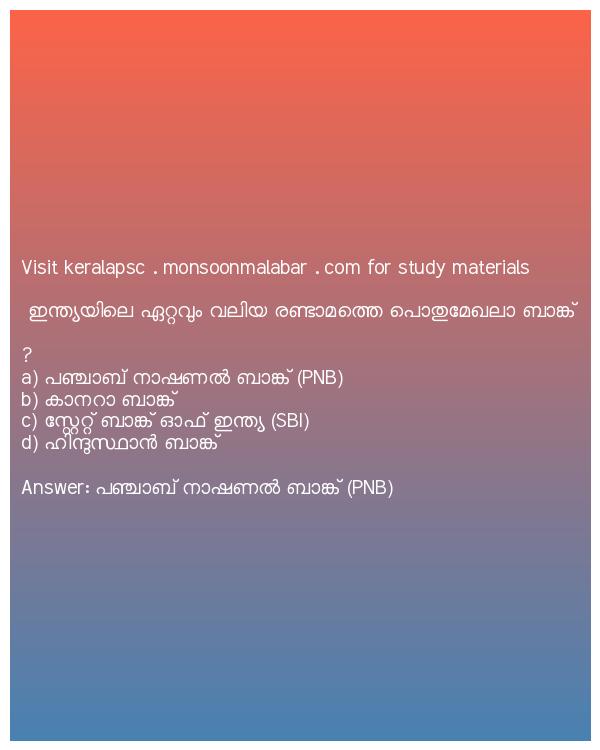 Visit keralapsc . monsoonmalabar . com for study materials
ഇന്ത്യയിലെ ഏറ്റവും വലിയ രണ്ടാമത്തെ പൊതുമേഖലാ ബാങ്ക്
?
a) പഞ്ചാബ് നാഷണൽ ബാങ്ക് (PNB)
b) കാനറാ ബാങ്ക്
c) സ്റ്റേറ്റ് ബാങ്ക് ഓഫ് ഇന്ത്യ (SBI)
d) ഹിന്ദുസ്ഥാൻ ബാങ്ക്
Answer: പഞ്ചാബ് നാഷണൽ ബാങ്ക് (PNB)